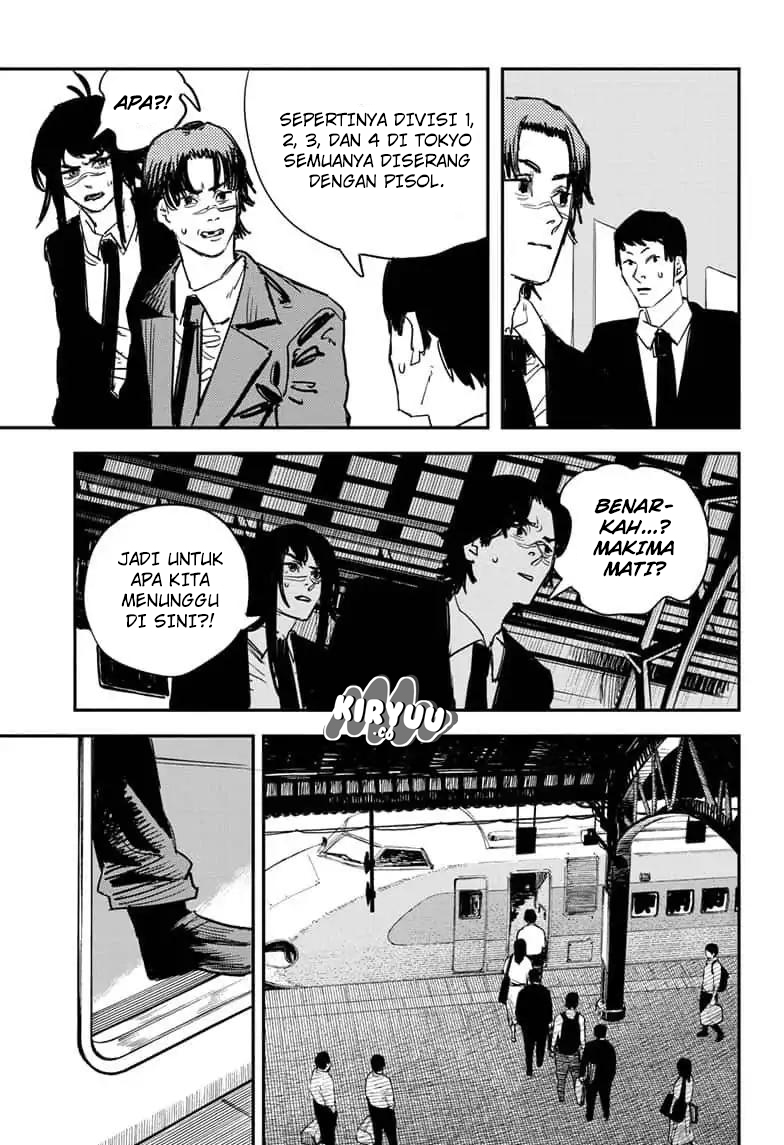 SEPERTINYA DIVISI 1,
2, 3, DAN 4 DI TOKYO
SEMUANYA DISERANG
DENGAN PISOL.
APA?!
BENAR-
KAH...?
MAKIMA
MATI?
JADI UNTUK
APA KITA
MENUNGGU
DI SINI?!
KIRYUU
.CO